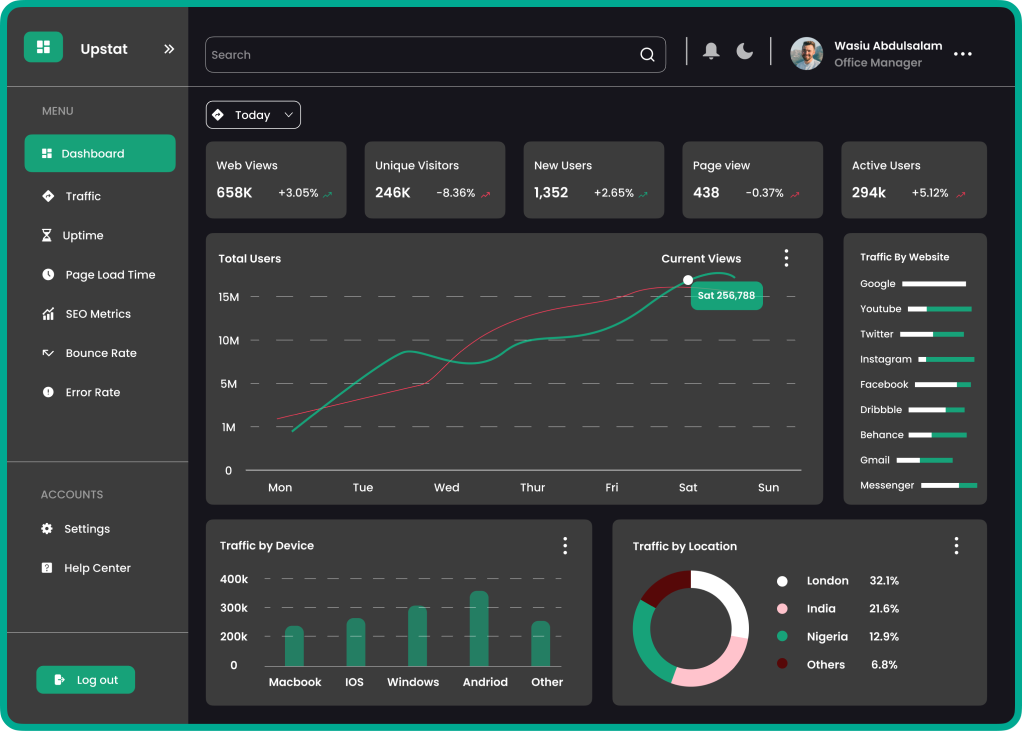 Upstat
Search
Wasiu Abdulsalam
Office Manager
MENU
Dashboard
Traffic
Uptime
Page Load Time
SEO Metrics
Bounce Rate
Error Rate
ACCOUNTS
Settings
Help Center
Log out
Today
Web Views
658K +3.05%
Unique Visitors
246K -8.36%
New Users
1,352 +2.65%
Page view
438 -0.37%
Active Users
294k +5.12%
Total Users
Current Views
Sat 256,788
15M
10M
5M
1M
0
Mon Tue Wed Thur Fri Sat Sun
Traffic By Website
Google
Youtube
Twitter
Instagram
Facebook
Dribbble
Behance
Gmail
Messenger
Traffic by Device
400k
300k
200k
0
Macbook IOS Windows Andriod Other
Traffic by Location
London 32.1%
India 21.6%
Nigeria 12.9%
Others 6.8%